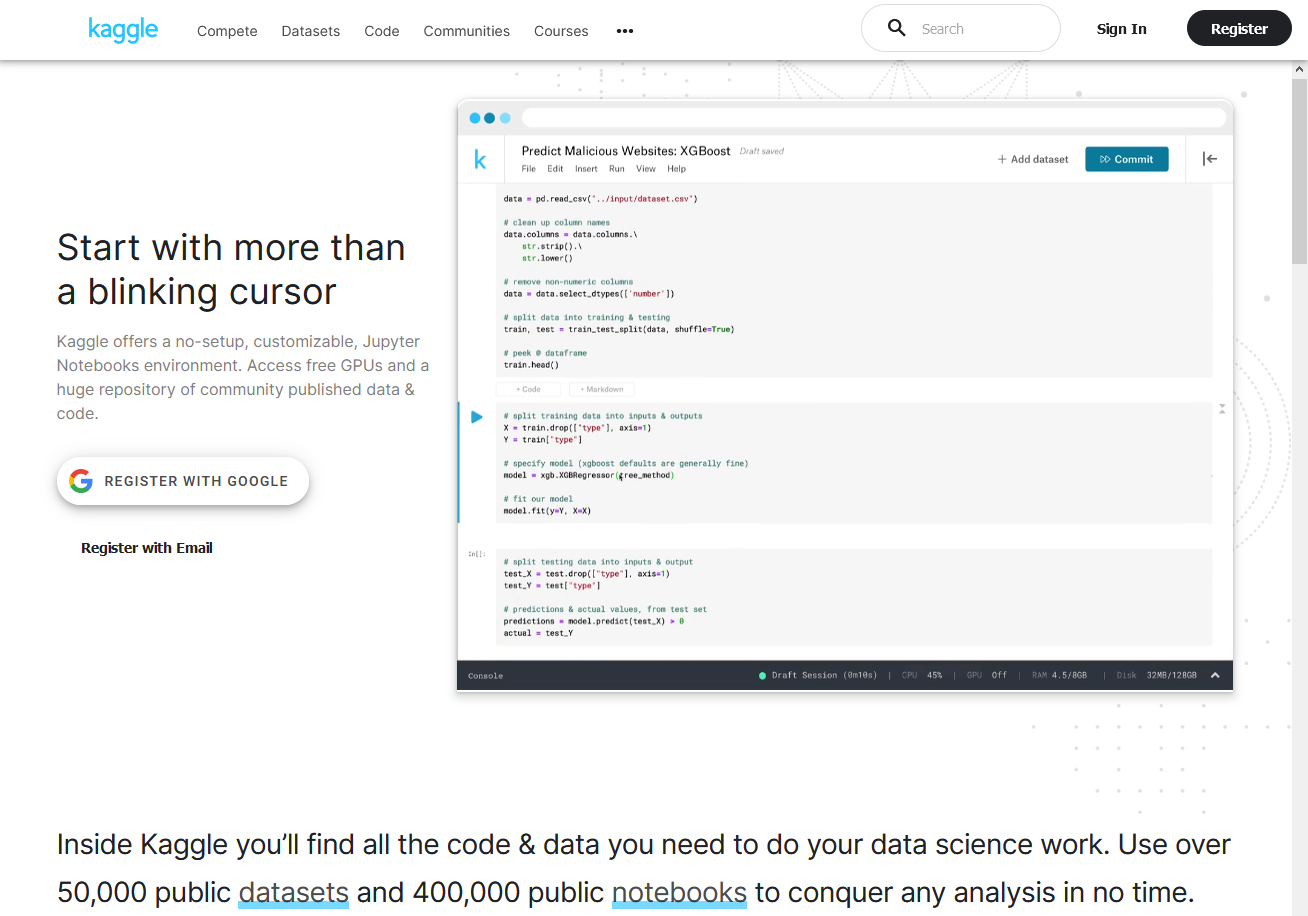 kaggle Compete Datasets Code Communities Courses ••• Search Sign In Register
Start with more than
a blinking cursor
Kaggle offers a no-setup, customizable, Jupyter
Notebooks environment. Access free GPUs and a
huge repository of community published data &
code.
REGISTER WITH GOOGLE
Register with Email
k
Predict Malicious Websites: XGBoost Draft saved
File Edit Insert Run View Help
+ Add dataset
Commit
data = pd.read_csv("../input/dataset.csv")
# clean up column names
data.columns = data.columns.\
str.strip().\
str.lower()
# remove non-numeric columns
data = data.select_dtypes(['number'])
# split data into training & testing
train, test = train_test_split(data, shuffle=True)
# peek @ dataframe
train.head()
+ Code + Markdown
# split training data into inputs & outputs
X = train.drop(["type"], axis=1)
Y = train["type"]
# specify model (xgboost defaults are generally fine)
model = xgb.XGBRegressor(tree_method)
# fit our model
model.fit(y=Y, X=X)
In[]:
# split testing data into inputs & output
test_X = test.drop(["type"], axis=1)
test_Y = test["type"]
# predictions & actual values, from test set
predictions = model.predict(test_X) > 0
actual = test_Y
Console Draft Session (0m10s) | CPU 45% | GPU Off | RAM 4.5/8GB | Disk 32MB/128GB
Inside Kaggle you’ll find all the code & data you need to do your data science work. Use over
50,000 public datasets and 400,000 public notebooks to conquer any analysis in no time.